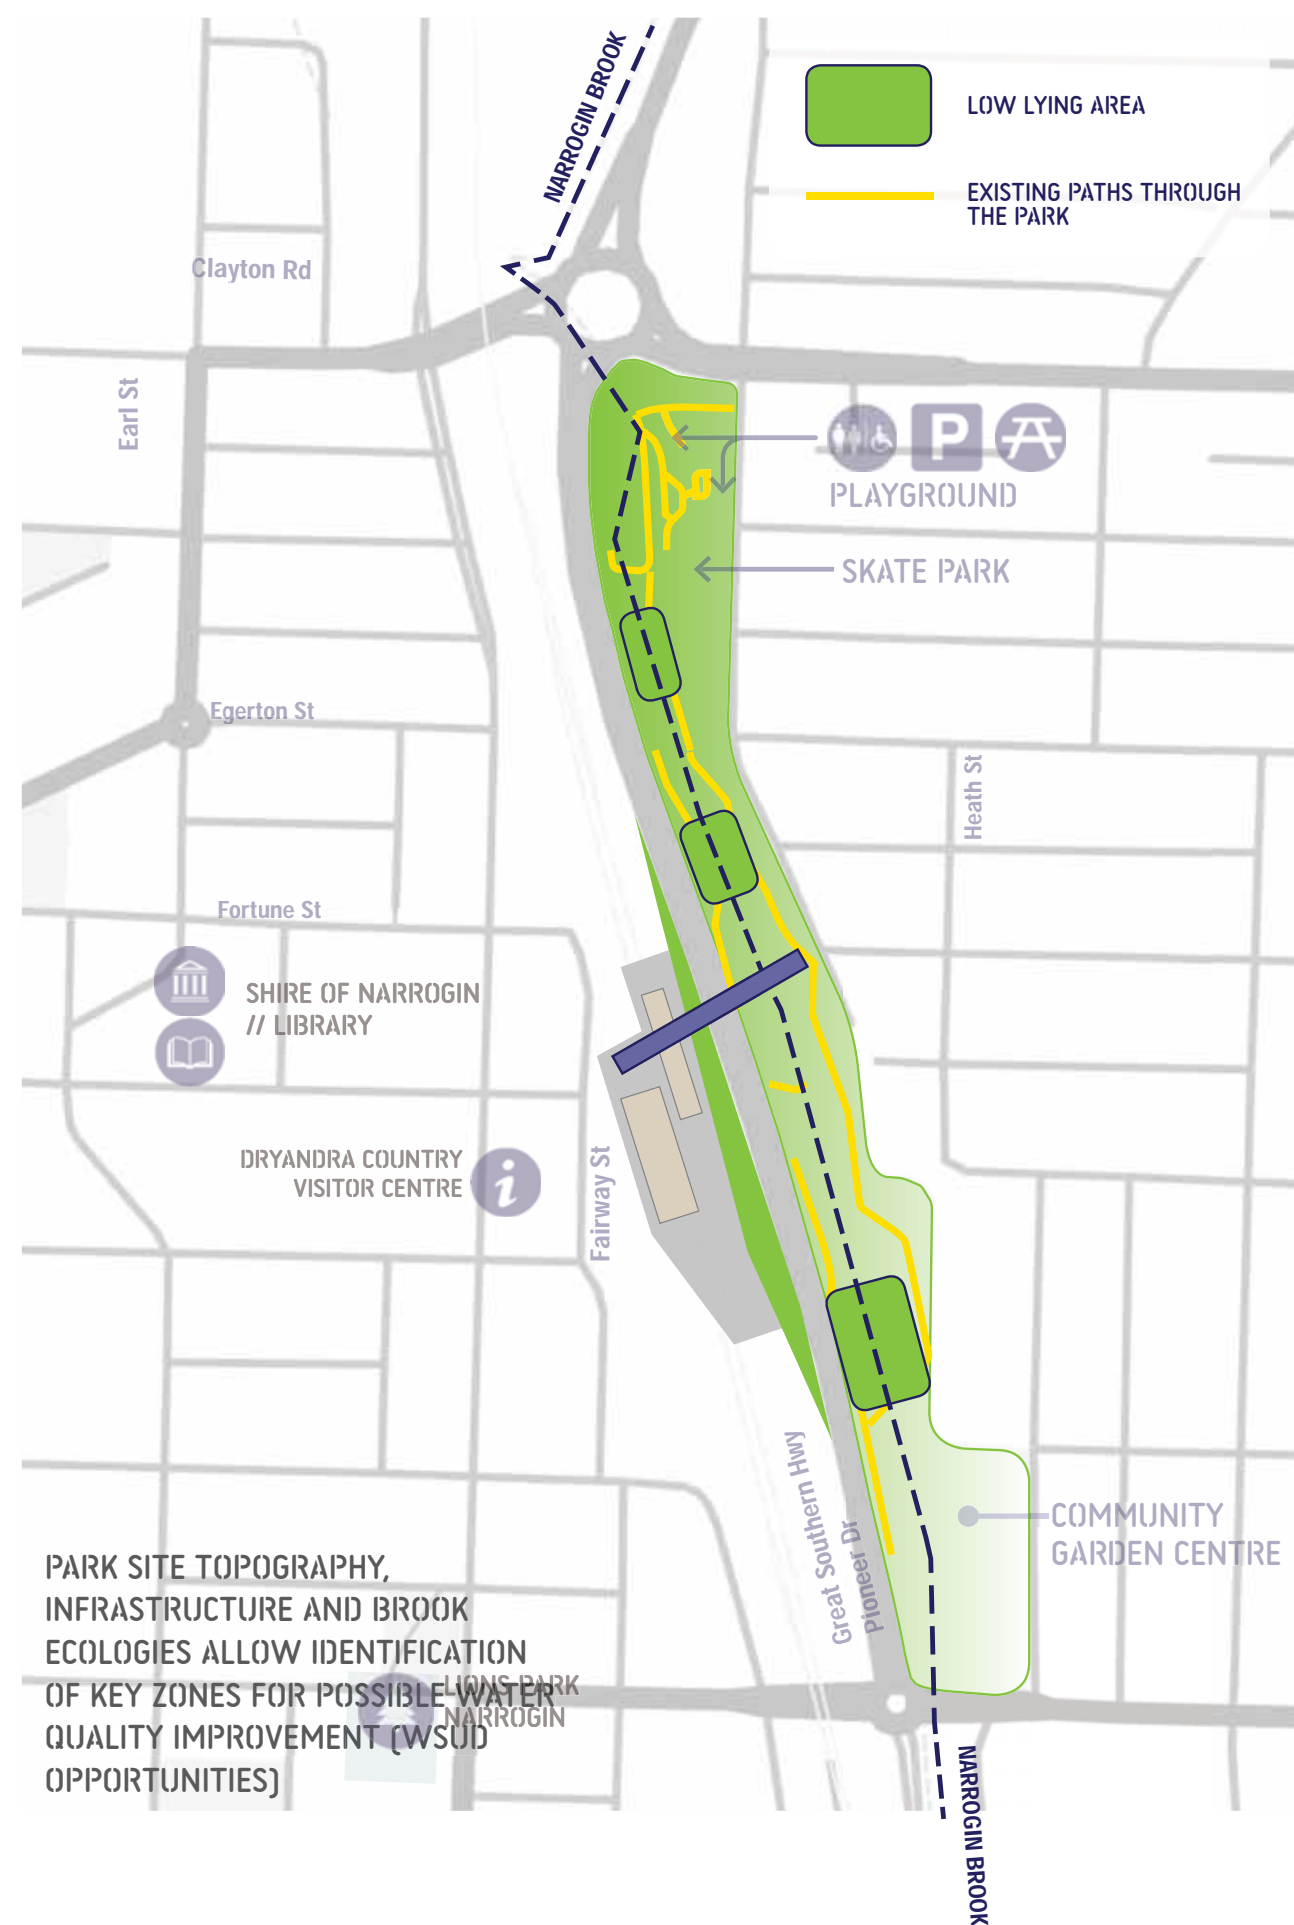 NARROGIN BROOK
LOW LYING AREA
EXISTING PATHS THROUGH
THE PARK
Clayton Rd
Earl St
P
PLAYGROUND
SKATE PARK
Egerton St
Heath St
Fortune St
SHIRE OF NARROGIN
// LIBRARY
DRYANDRA COUNTRY
VISITOR CENTRE
i
Fairway St
Great Southern Hwy
Pioneer Dr
COMMUNITY
GARDEN CENTRE
PARK SITE TOPOGRAPHY,
INFRASTRUCTURE AND BROOK
ECOLOGIES ALLOW IDENTIFICATION
OF KEY ZONES FOR POSSIBLE WATER
QUALITY IMPROVEMENT (WSUD
OPPORTUNITIES)
LIONS PARK
NARROGIN
NARROGIN BROOK